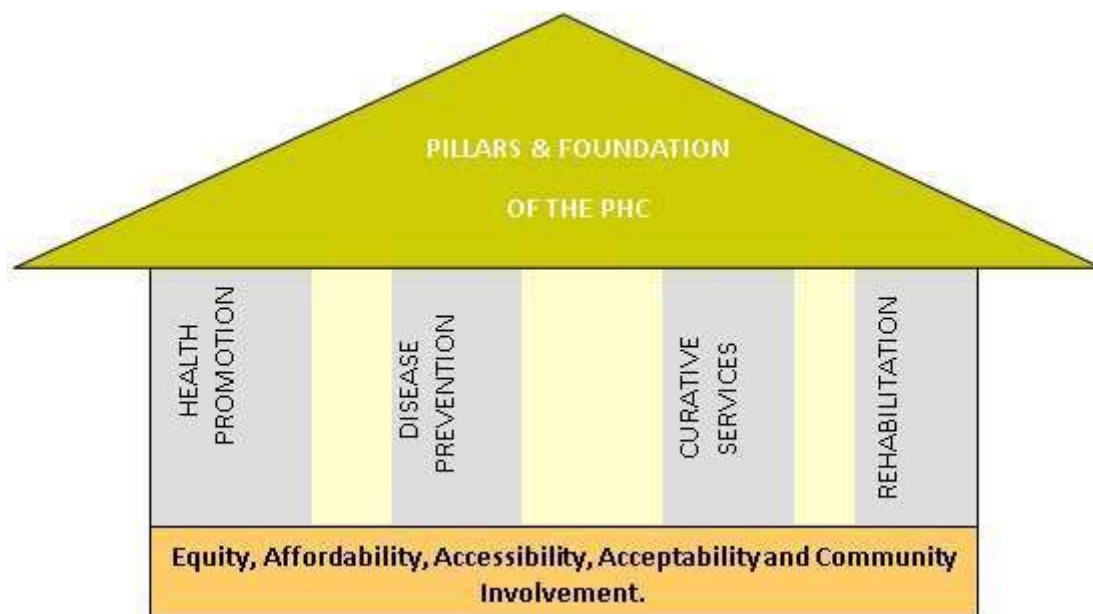 PILLARS & FOUNDATION
OF THE PHC
HEALTH
PROMOTION
DISEASE
PREVENTION
CURATIVE
SERVICES
REHABILITATION
Equity, Affordability, Accessibility, Acceptability and Community
Involvement.